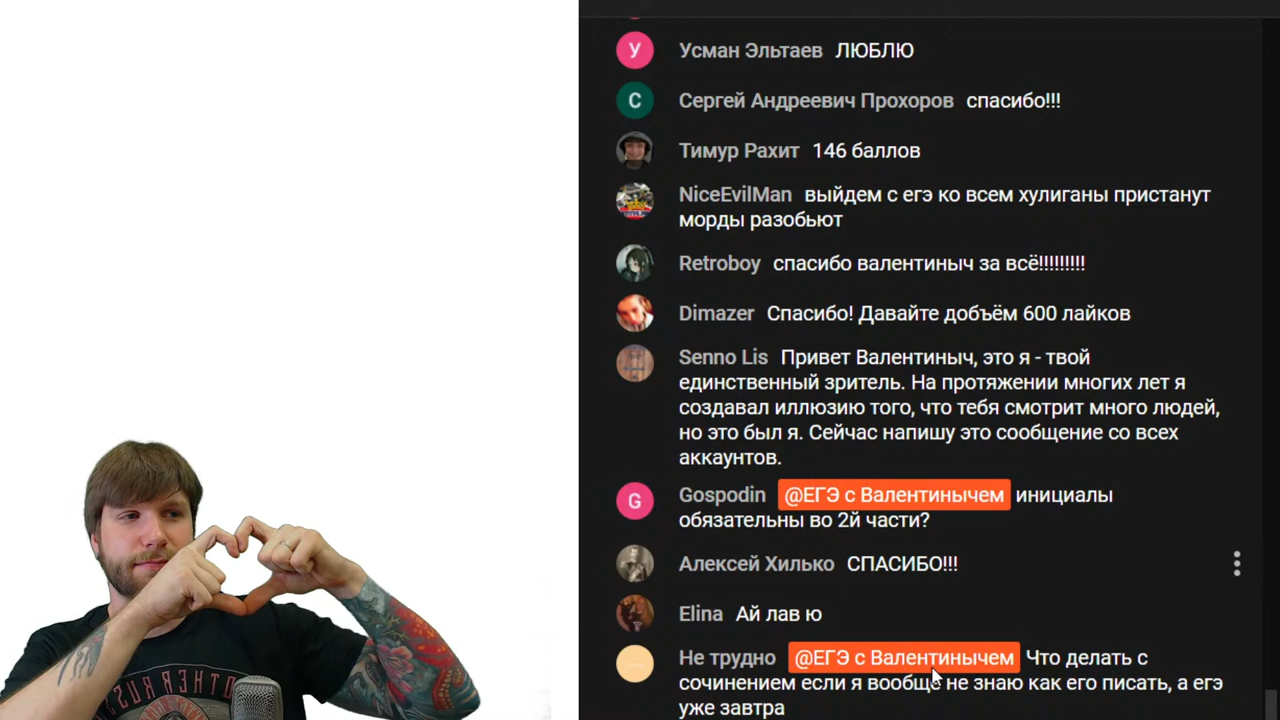 Усман Эльтаев ЛЮБЛЮ
Сергей Андреевич Прохоров спасибо!!!
Тимур Рахит 146 баллов
NiceEvilMan выйдем с егэ ко всем хулиганы пристанут
морды разобьют
Retroboy спасибо валентиныч за всё!!!!!!!!!
Dimazer Спасибо! Давайте добъём 600 лайков
Senno Lis Привет Валентиныч, это я - твой
единственный зритель. На протяжении многих лет я
создавал иллюзию того, что тебя смотрит много людей,
но это был я. Сейчас напишу это сообщение со всех
аккаунтов.
Gospodin @ЕГЭ с Валентинычем инициалы
обязательны во 2й части?
Алексей Хилько СПАСИБО!!!
Elina Ай лав ю
Не трудно @ЕГЭ с Валентинычем Что делать с
сочинением если я вообще не знаю как его писать, а егэ
уже завтра
У
С
G